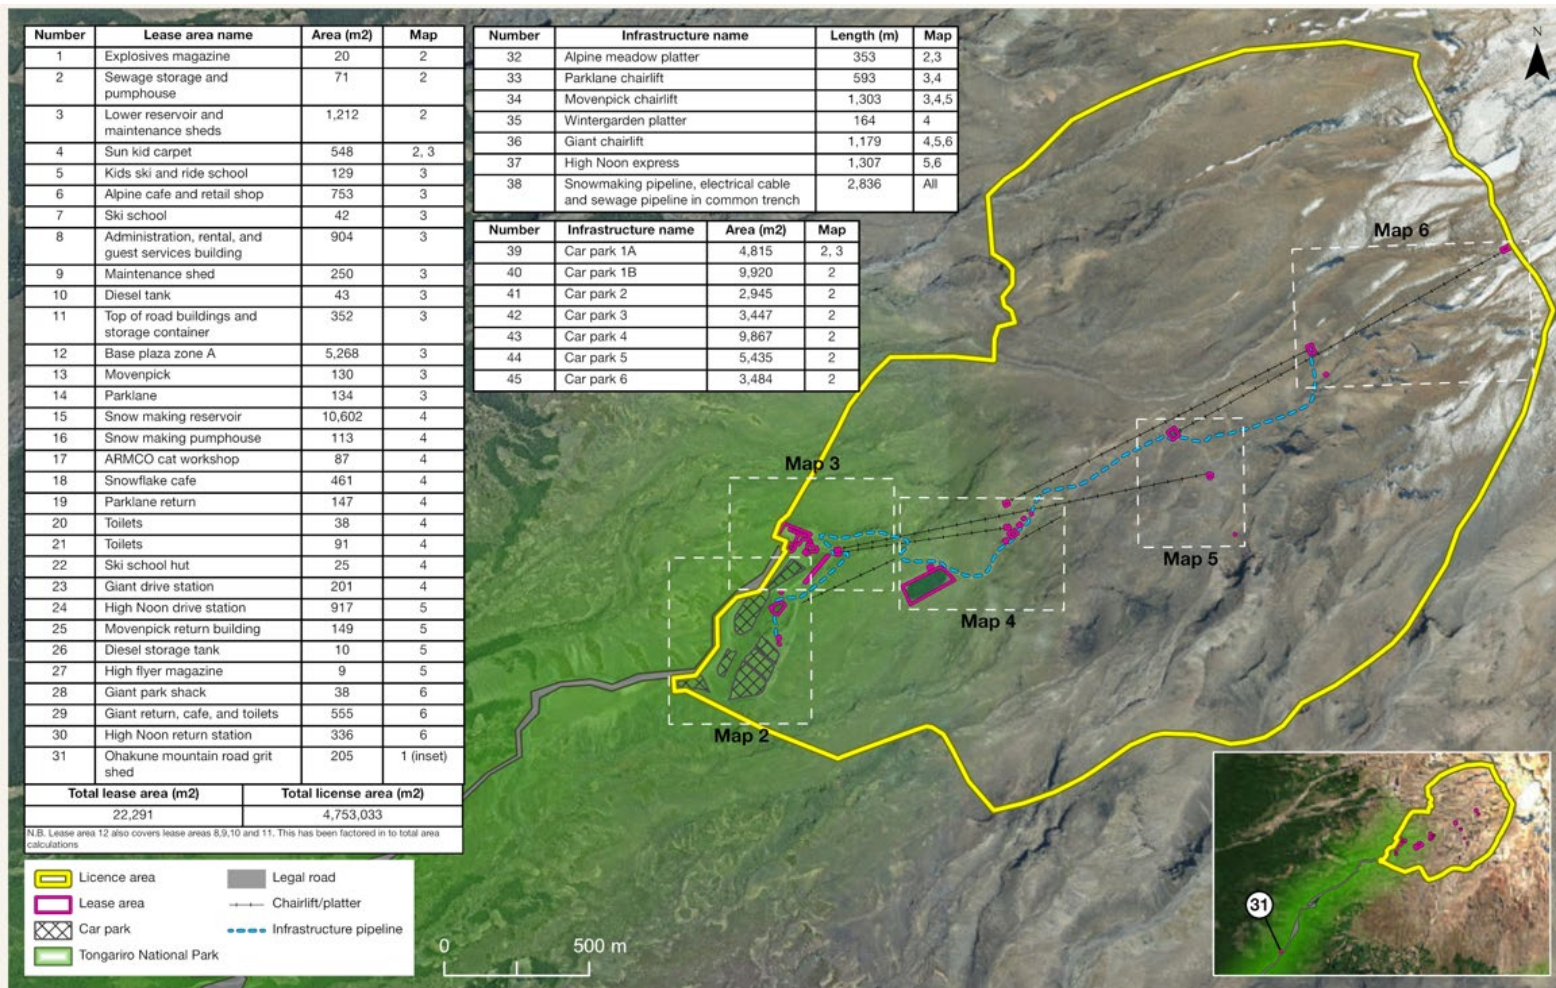 Number Lease area name Area (m2) Map
1 Explosives magazine 20 2
2 Sewage storage and
pumphouse 71 2
3 Lower reservoir and
maintenance sheds 1,212 2
4 Sun kid carpet 548 2, 3
5 Kids ski and ride school 129 3
6 Alpine cafe and retail shop 753 3
7 Ski school 42 3
8 Administration, rental, and
guest services building 904 3
9 Maintenance shed 250 3
10 Diesel tank 43 3
11 Top of road buildings and
storage container 352 3
12 Base plaza zone A 5,268 3
13 Movenpick 130 3
14 Parklane 134 3
15 Snow making reservoir 10,602 4
16 Snow making pumphouse 113 4
17 ARMCO cat workshop 87 4
18 Snowflake cafe 461 4
19 Parklane return 147 4
20 Toilets 38 4
21 Toilets 91 4
22 Ski school hut 25 4
23 Giant drive station 201 4
24 High Noon drive station 917 5
25 Movenpick return building 149 5
26 Diesel storage tank 10 5
27 High flyer magazine 9 5
28 Giant park shack 38 6
29 Giant return, cafe, and toilets 555 6
30 High Noon return station 336 6
31 Ohakune mountain road grit
shed 205 1 (inset)
Total lease area (m2) Total license area (m2)
22,291 4,753,033
N.B. Lease area 12 also covers lease areas 8,9,10 and 11. This has been factored in to total area
calculations
Number Infrastructure name Length (m) Map
32 Alpine meadow platter 353 2,3
33 Parklane chairlift 593 3,4
34 Movenpick chairlift 1,303 3,4,5
35 Wintergarden platter 164 4
36 Giant chairlift 1,179 4,5,6
37 High Noon express 1,307 5,6
38 Snowmaking pipeline, electrical cable
and sewage pipeline in common trench 2,836 All
Number Infrastructure name Area (m2) Map
39 Car park 1A 4,815 2, 3
40 Car park 1B 9,920 2
41 Car park 2 2,945 2
42 Car park 3 3,447 2
43 Car park 4 9,867 2
44 Car park 5 5,435 2
45 Car park 6 3,484 2
N
Map 6
Map 3
Map 5
Map 4
Map 2
Licence area
Lease area
Car park
Tongariro National Park
Legal road
Chairlift/platter
Infrastructure pipeline
0 500 m
31